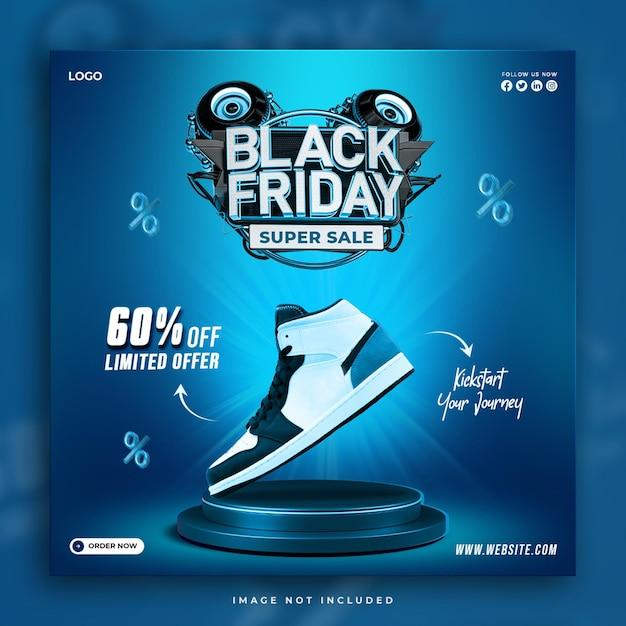 LOGO
FOLLOW US NOW
BLACK
FRIDAY
SUPER SALE
%
%
60% OFF
LIMITED OFFER
Kickstart
Your Journey
%
ORDER NOW
WWW.WEBSITE.COM
IMAGE NOT INCLUDED